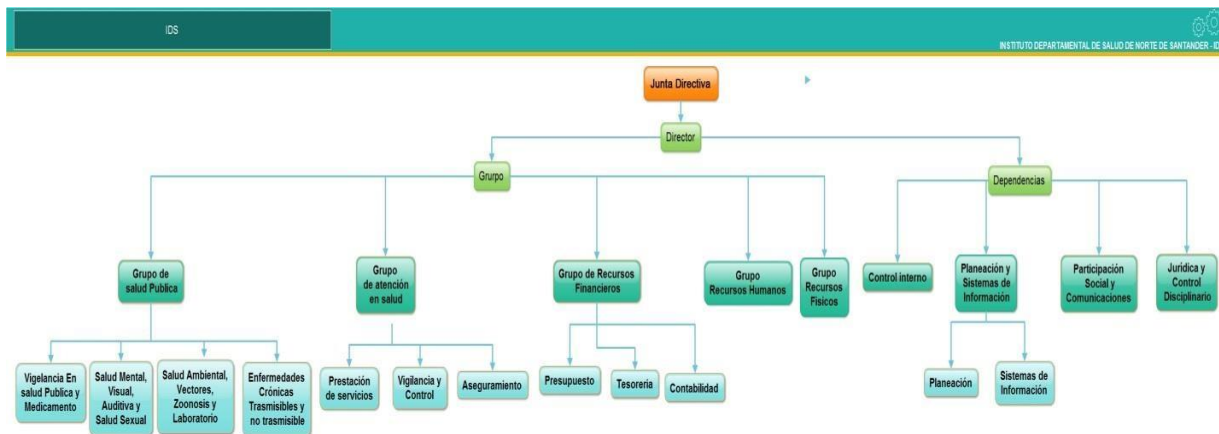 IDS
INSTITUTO DEPARTAMENTAL DE SALUD DE NORTE DE SANTANDER - ID
Junta Directiva
Director
Grurpo
Dependencias
Grupo de
salud Publica
Grupo
de atención
en salud
Grupo de Recursos
Financieros
Grupo
Recursos Humanos
Grupo
Recursos
Fisicos
Control interno
Planeación y
Sistemas de
Información
Participación
Social y
Comunicaciones
Juridica y
Control
Disciplinario
Vigelancia En
salud Publica y
Medicamento
Salud Mental,
Visual,
Auditiva y
Salud Sexual
Salud Ambiental,
Vectores,
Zoonosis y
Laboratorio
Enfermedades
Crónicas
Trasmisibles y
no trasmisible
Prestación
de servicios
Vigilancia y
Control
Aseguramiento
Presupuesto
Tesoreria
Contabilidad
Planeación
Sistemas de
Información